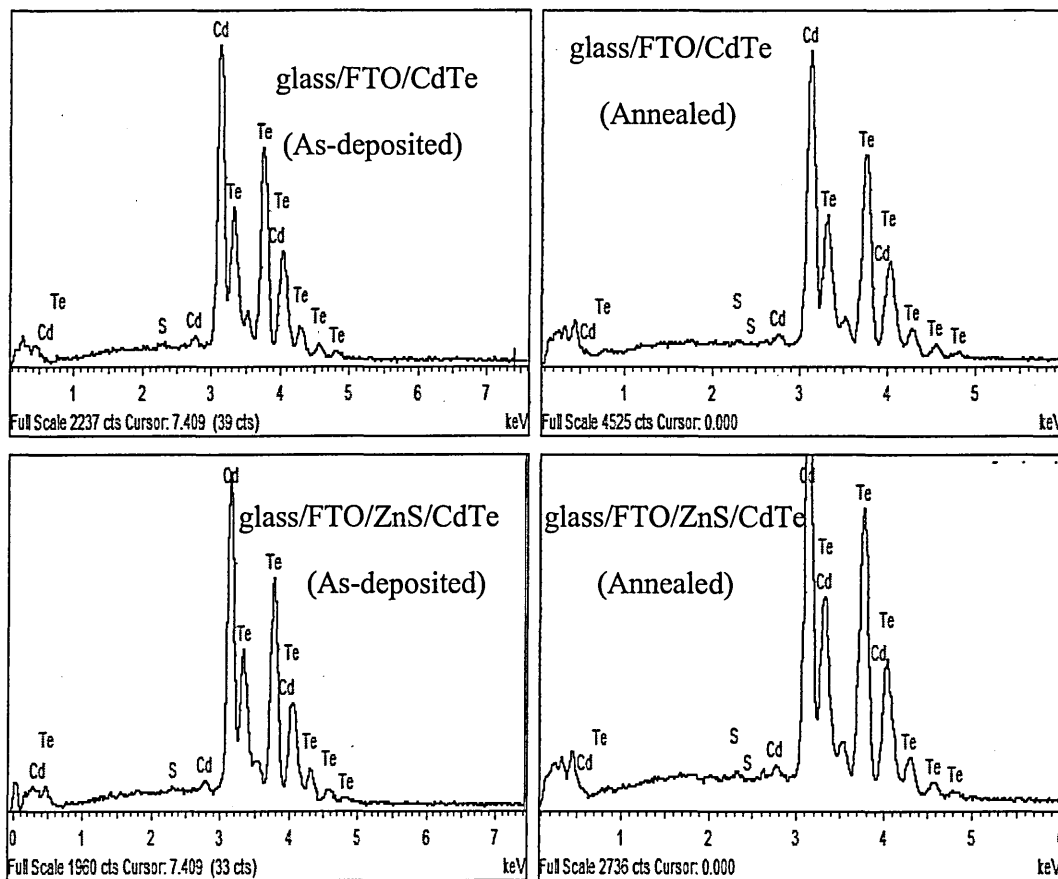 Cd
glass/FTO/CdTe
(As-deposited)
Te
Te
Te
Cd
Te
Te
Te
Te
Cd
S
Cd
1 2 3 4 5 6 7
Full Scale 2237 cts Cursor: 7.409 (39 cts) keV
Cd
glass/FTO/CdTe
(Annealed)
Te
Te
Te
Cd
Te
Te
Te
Te
Cd
S
S
Cd
1 2 3 4 5
Full Scale 4525 cts Cursor: 0.000 keV
Cd
glass/FTO/ZnS/CdTe
(As-deposited)
Te
Te
Te
Cd
Te
Te
Te
Te
Cd
S
Cd
0 1 2 3 4 5 6 7
Full Scale 1960 cts Cursor: 7.409 (33 cts) keV
Cd
glass/FTO/ZnS/CdTe
(Annealed)
Te
Te
Cd
Te
Cd
Te
Te
Te
Te
Cd
S
S
Cd
1 2 3 4 5
Full Scale 2736 cts Cursor: 0.000 keV